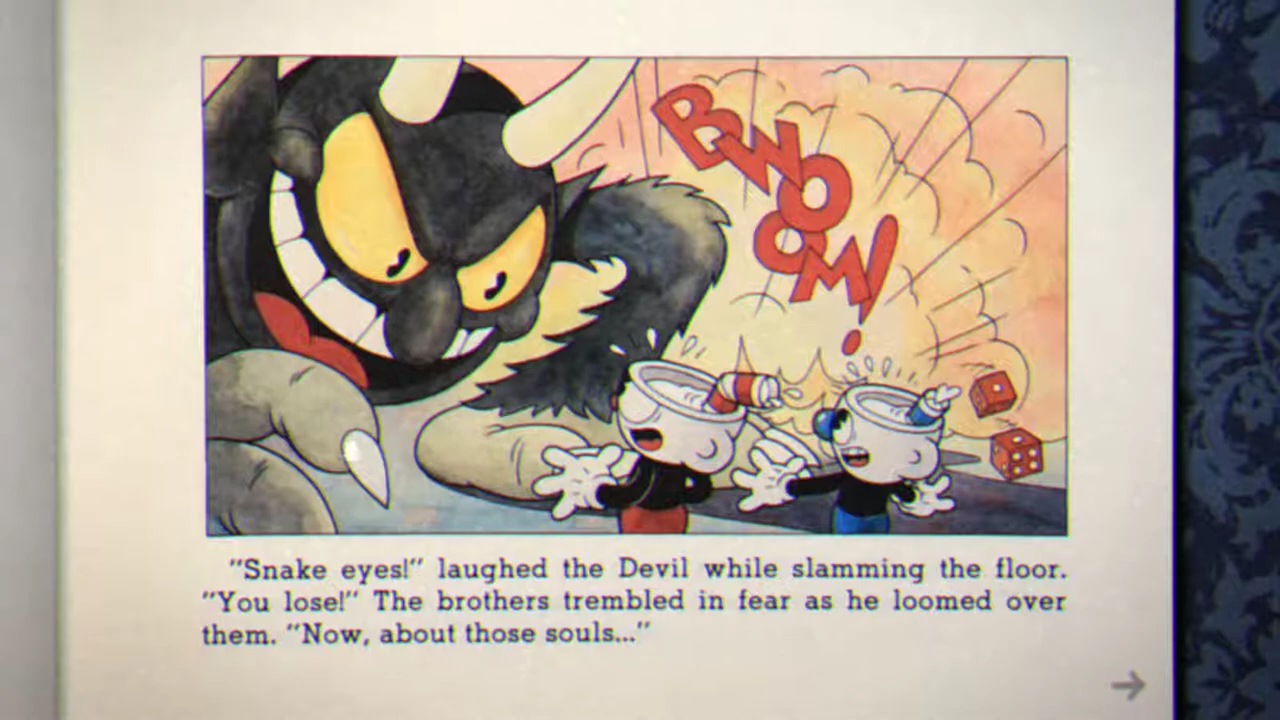 BWOOM!
"Snake eyes!" laughed the Devil while slamming the floor.
"You lose!" The brothers trembled in fear as he loomed over
them. "Now, about those souls..."